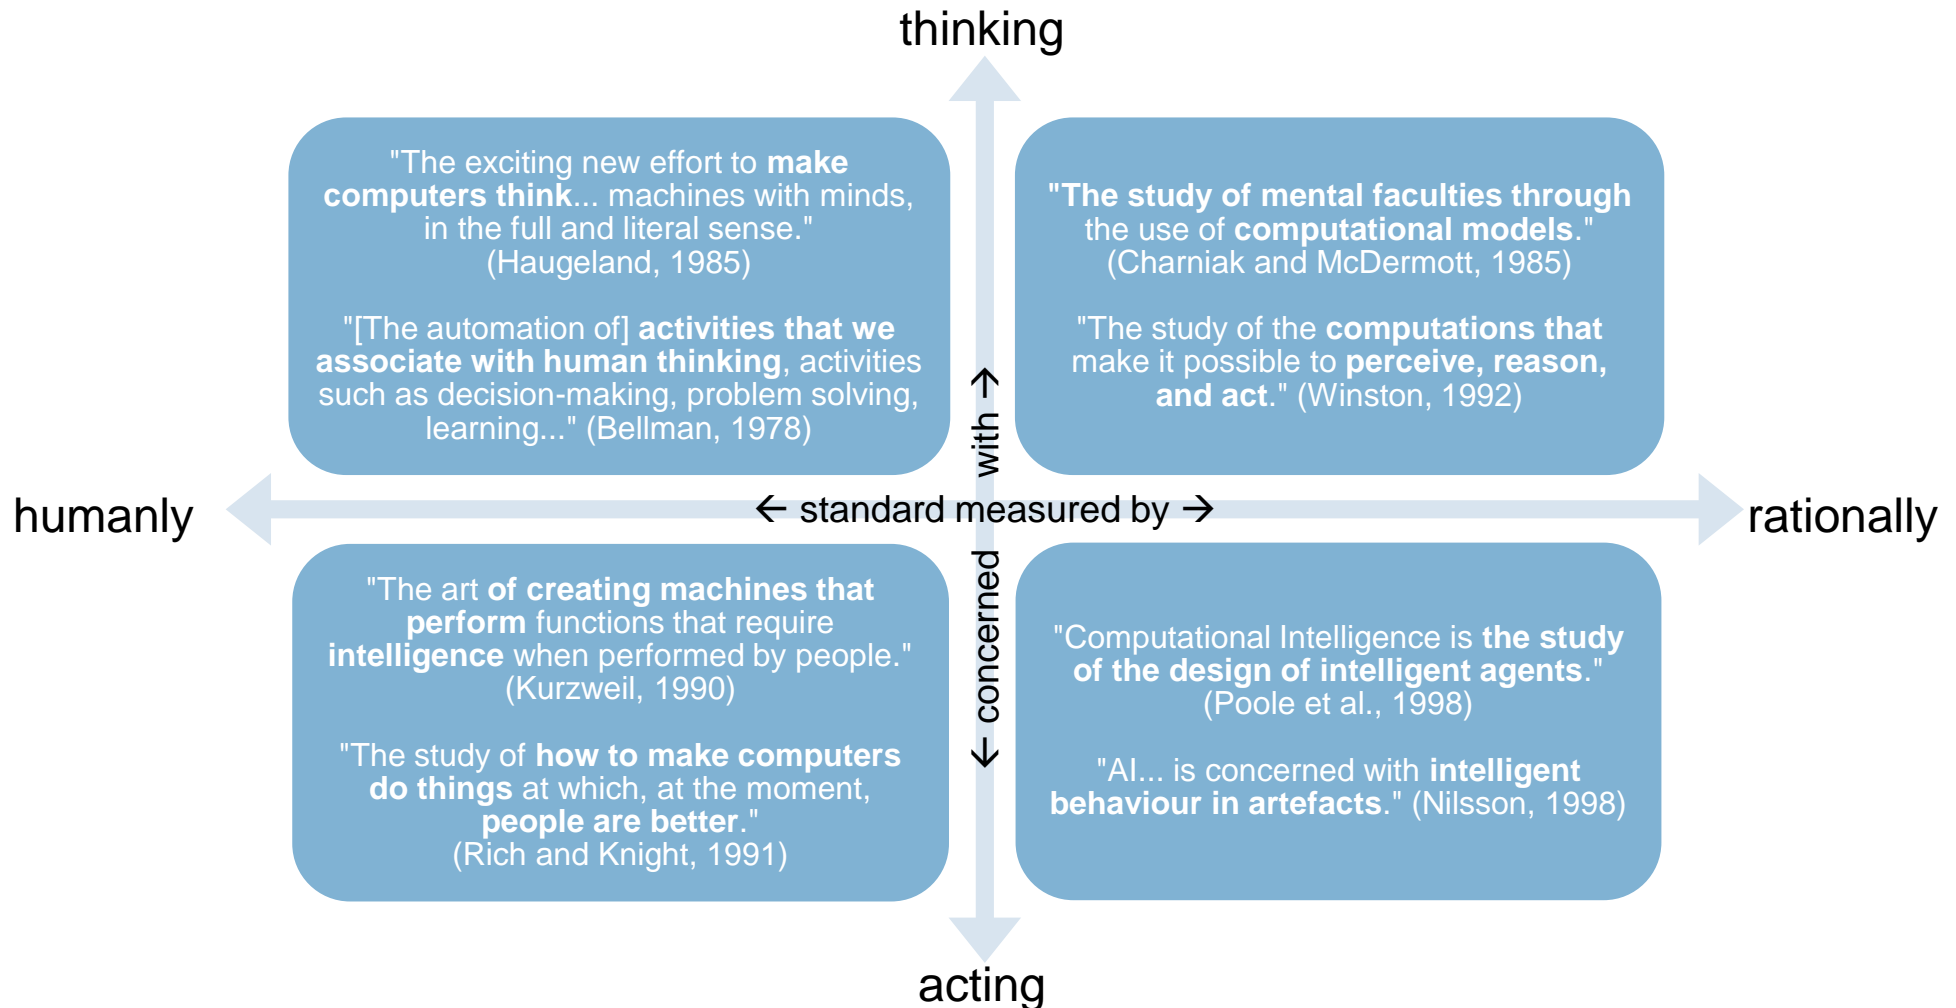 thinking
"The exciting new effort to make
computers think... machines with minds,
in the full and literal sense."
(Haugeland, 1985)
"[The automation of] activities that we
associate with human thinking, activities
such as decision-making, problem solving,
learning..." (Bellman, 1978)
"The study of mental faculties through
the use of computational models."
(Charniak and McDermott, 1985)
"The study of the computations that
make it possible to perceive, reason,
and act." (Winston, 1992)
humanly
← standard measured by →
rationally
← concerned with →
"The art of creating machines that
perform functions that require
intelligence when performed by people."
(Kurzweil, 1990)
"The study of how to make computers
do things at which, at the moment,
people are better."
(Rich and Knight, 1991)
"Computational Intelligence is the study
of the design of intelligent agents."
(Poole et al., 1998)
"AI... is concerned with intelligent
behaviour in artefacts." (Nilsson, 1998)
acting